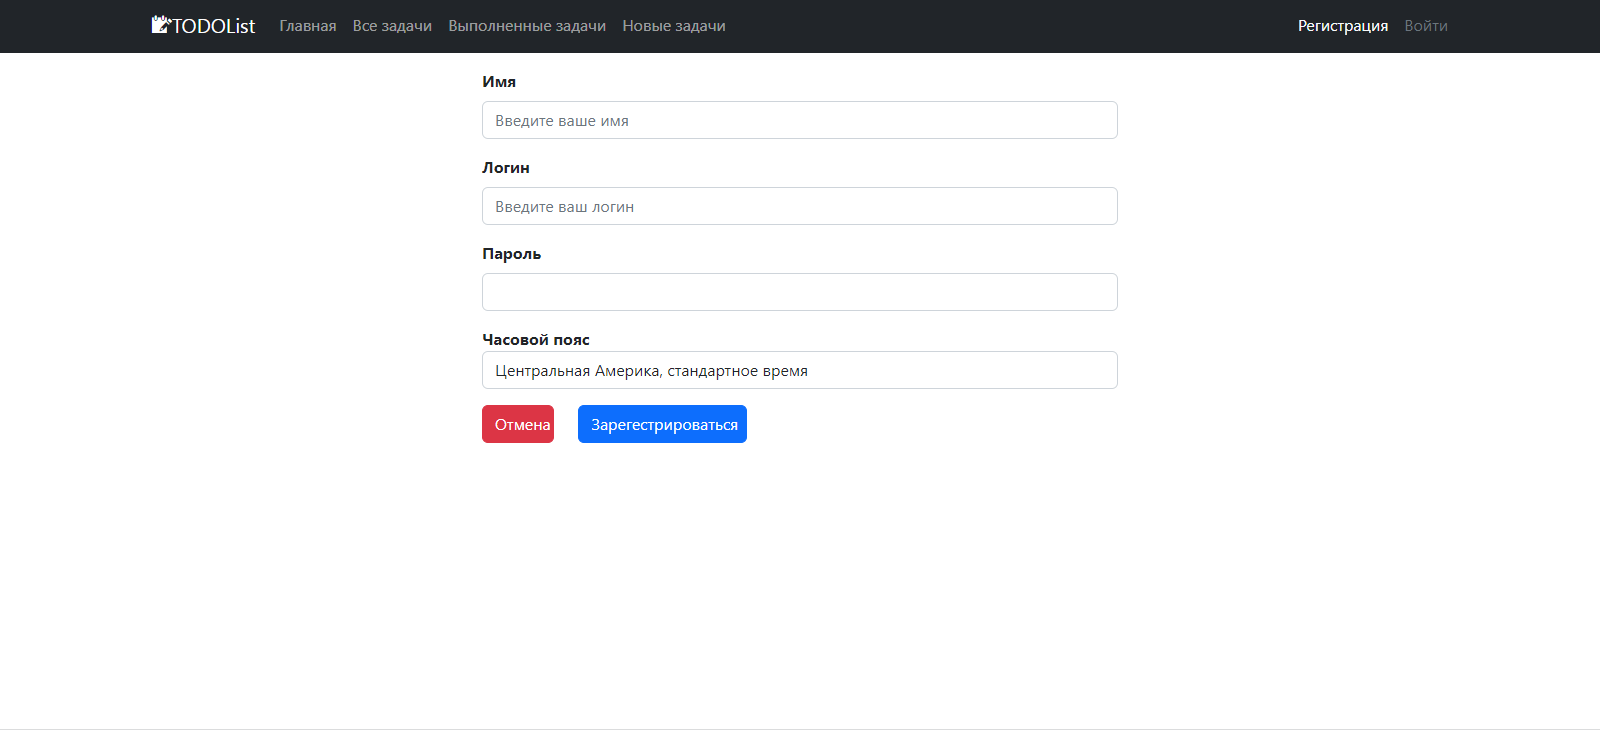 TODOList Главная Все задачи Выполненные задачи Новые задачи Регистрация Войти
Имя
Введите ваше имя
Логин
Введите ваш логин
Пароль
Часовой пояс
Центральная Америка, стандартное время
Отмена Зарегестрироваться